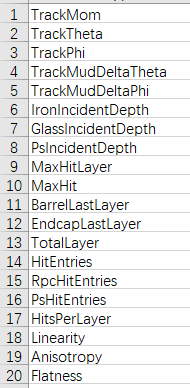 1 TrackMom
2 TrackTheta
3 TrackPhi
4 TrackMudDeltaTheta
5 TrackMudDeltaPhi
6 IronIncidentDepth
7 GlassIncidentDepth
8 PsIncidentDepth
9 MaxHitLayer
10 MaxHit
11 BarrelLastLayer
12 EndcapLastLayer
13 TotalLayer
14 HitEntries
15 RpcHitEntries
16 PsHitEntries
17 HitsPerLayer
18 Linearity
19 Anisotropy
20 Flatness